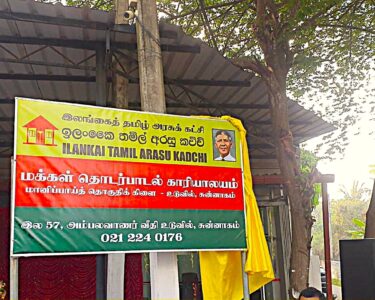 இலங்கைத் தமிழ் அரசுக் கட்சி
ඉලංකෙයි තමිල් අරසු කච්චි
ILANKAI TAMIL ARASU KADCHI
மக்கள் தொடர்பாடல் காரியாலயம்
மானிப்பாய்த் தொகுதிக் கிளை - உடுவில், சுன்னாகம்
இல 57, அம்பலவாணர் வீதி உடுவில், சுன்னாகம்
021 224 0176